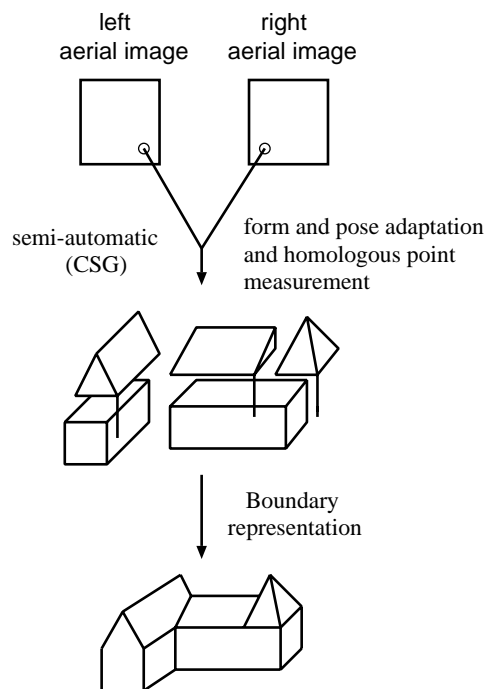 left
aerial image
right
aerial image
semi-automatic
(CSG)
form and pose adaptation
and homologous point
measurement
Boundary
representation